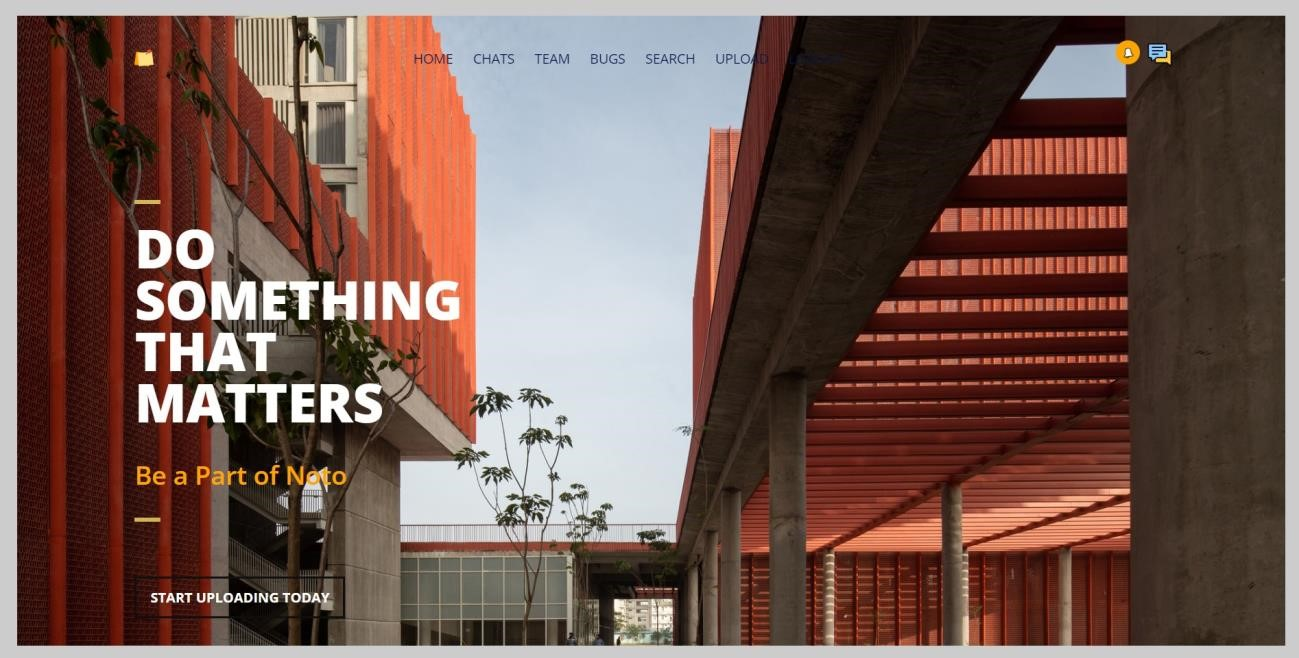 HOME CHATS TEAM BUGS SEARCH UPLOAD
DO
SOMETHING
THAT
MATTERS
Be a Part of Noto
START UPLOADING TODAY